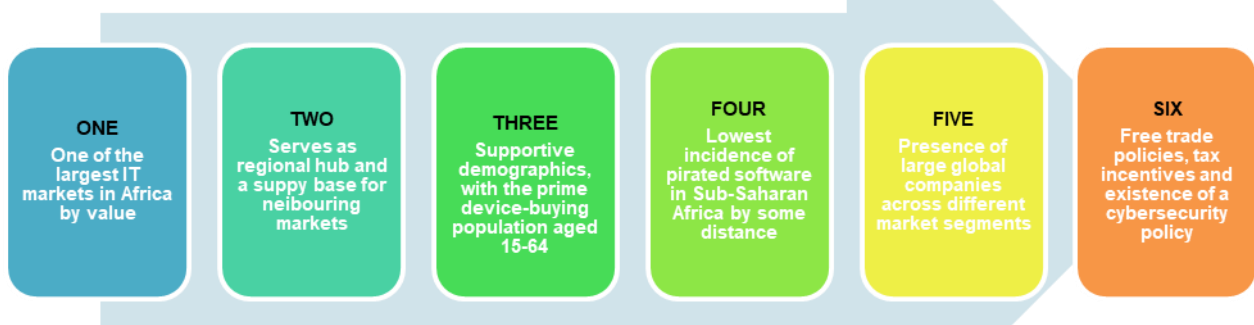 ONE
One of the
largest IT
markets in Africa
by value
TWO
Serves as
regional hub and
a suppy base for
neibouring
markets
THREE
Supportive
demographics,
with the prime
device-buying
population aged
15-64
FOUR
Lowest
incidence of
pirated software
in Sub-Saharan
Africa by some
distance
FIVE
Presence of
large global
companies
across different
market segments
SIX
Free trade
policies, tax
incentives and
existence of a
cybersecurity
policy